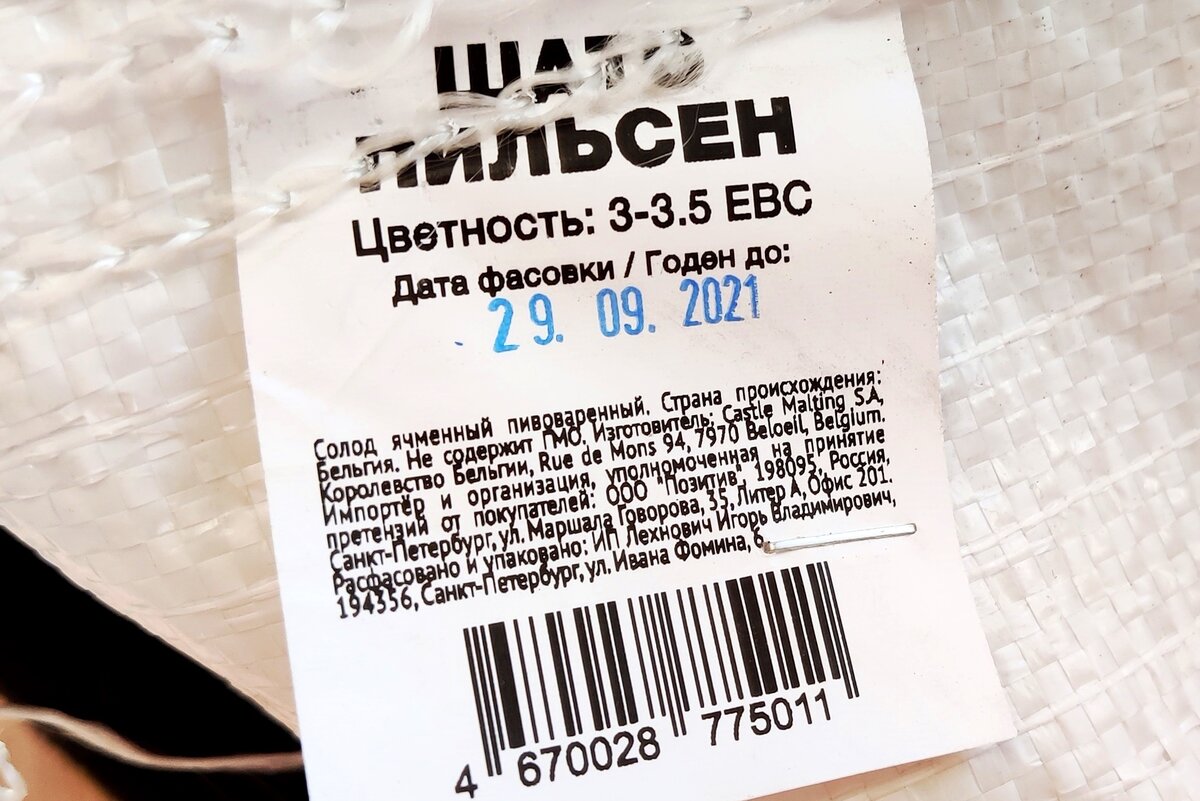 ШАТО
ПИЛЬСЕН
Цветность: 3-3.5 EBC
Дата фасовки / Годен до:
29. 09. 2021
Солод ячменный пивоваренный. Страна происхождения:
Бельгия. Не содержит ГМО. Изготовитель: Castle Malting S.A,
Королевство Бельгии, Rue de Mons 94, 7970 Beloeil, Belgium.
Импортёр и организация, уполномоченная на принятие
претензий от покупателей: ООО "Позитив", 198095, Россия,
Санкт-Петербург, ул. Маршала Говорова, 35, Литер А, Офис 201.
Расфасовано и упаковано: ИП Лехнович Игорь Владимирович,
194356, Санкт-Петербург, ул. Ивана Фомина, 6
4 670028 775011